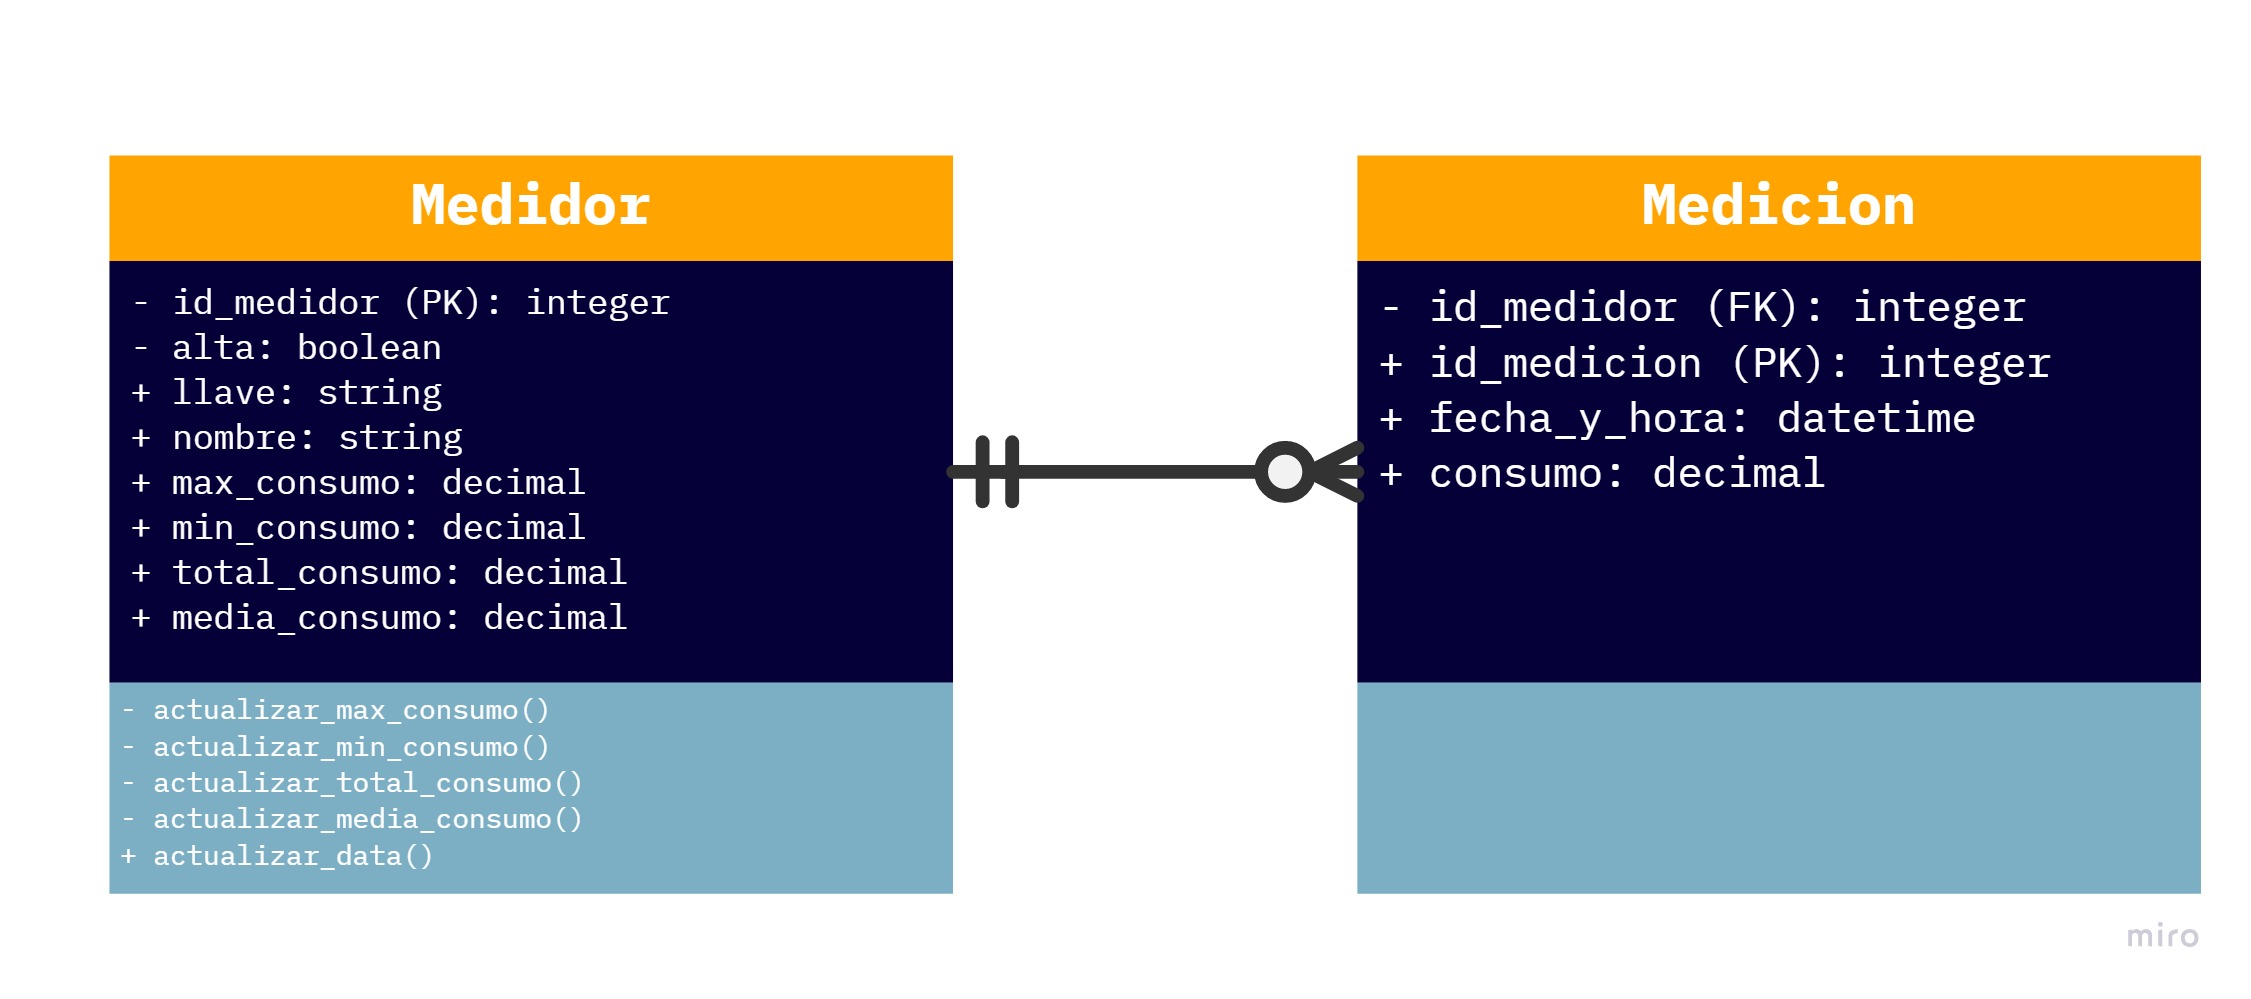 Medidor
- id_medidor (PK): integer
- alta: boolean
+ llave: string
+ nombre: string
+ max_consumo: decimal
+ min_consumo: decimal
+ total_consumo: decimal
+ media_consumo: decimal
- actualizar_max_consumo()
- actualizar_min_consumo()
- actualizar_total_consumo()
- actualizar_media_consumo()
+ actualizar_data()
Medicion
- id_medidor (FK): integer
+ id_medicion (PK): integer
+ fecha_y_hora: datetime
+ consumo: decimal
miro